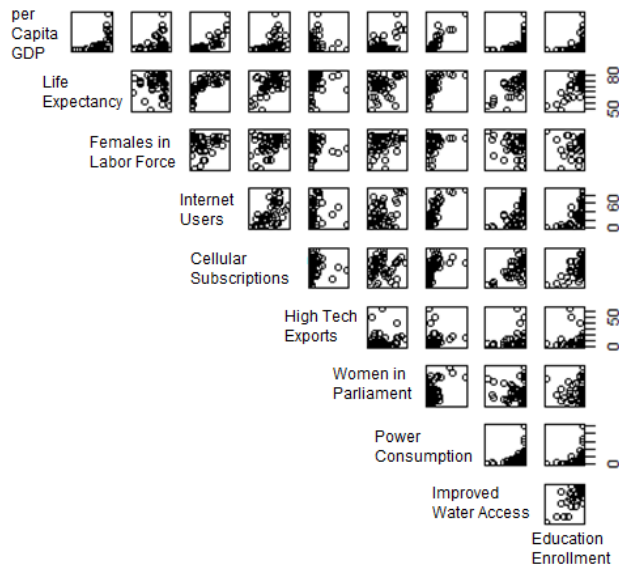 per
Capita
GDP
Life
Expectancy
80
50
Females in
Labor Force
Internet
Users
60
0
Cellular
Subscriptions
High Tech
Exports
50
0
Women in
Parliament
Power
Consumption
0
Improved
Water Access
Education
Enrollment